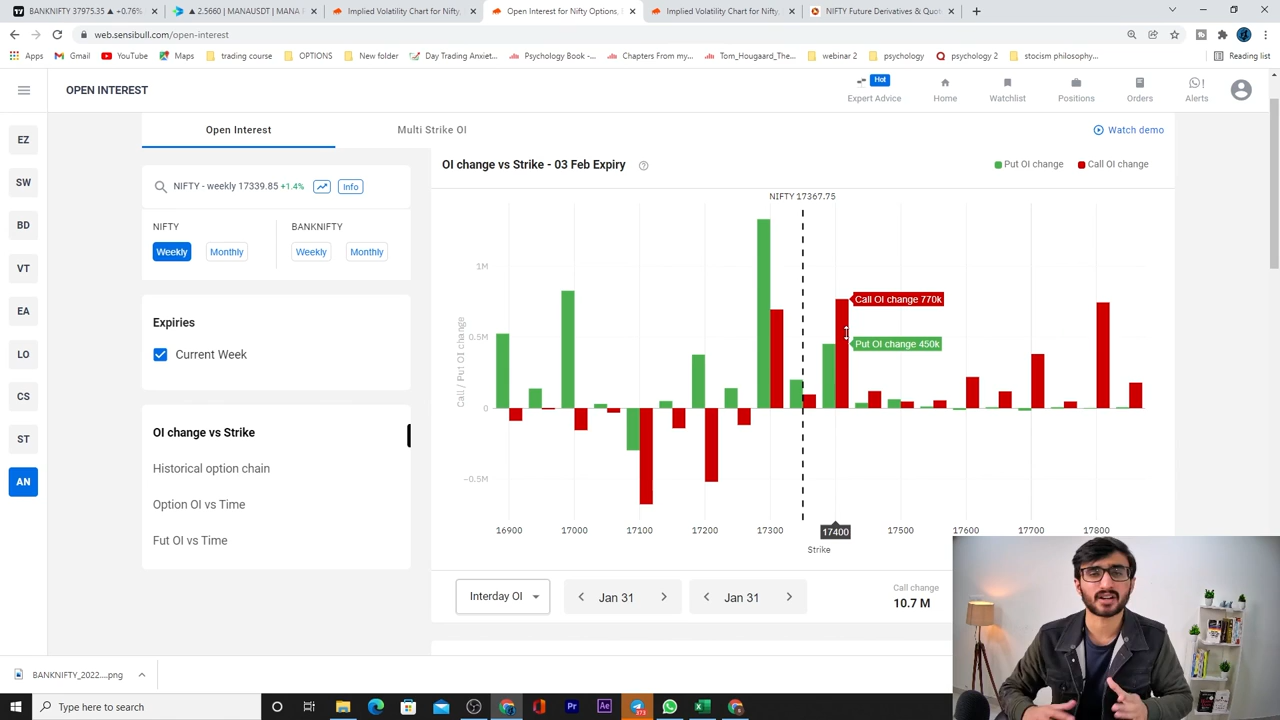 BANKNIFTY 37975.35 ▲ +0.76%
▲ 2.5660 | MANAUSDT | MANA P
Implied Volatility Chart for Nifty,
Open Interest for Nifty Options,
Implied Volatility Chart for Nifty,
NIFTY Future Derivatives & Quot
web.sensibull.com/open-interest
Apps
Gmail
YouTube
Maps
trading course
OPTIONS
New folder
Day Trading Anxiet...
Psychology Book -...
Chapters From my...
Tom_Hougaard_The...
webinar 2
psychology
psychology 2
stocism philosophy...
Reading list
OPEN INTEREST
Hot
Expert Advice
Home
Watchlist
Positions
Orders
Alerts
EZ
SW
BD
VT
EA
LO
CS
ST
AN
Open Interest
Multi Strike OI
Watch demo
NIFTY - weekly 17339.85 +1.4%
Info
NIFTY
BANKNIFTY
Weekly
Monthly
Weekly
Monthly
Expiries
Current Week
OI change vs Strike
Historical option chain
Option OI vs Time
Fut OI vs Time
OI change vs Strike - 03 Feb Expiry
Put OI change
Call OI change
NIFTY 17367.75
Call / Put OI change
1M
0.5M
0
−0.5M
Call OI change 770k
Put OI change 450k
16900
17000
17100
17200
17300
17400
17500
17600
17700
17800
Strike
Interday OI
Jan 31
Jan 31
Call change
10.7 M
BANKNIFTY_2022....png
Type here to search